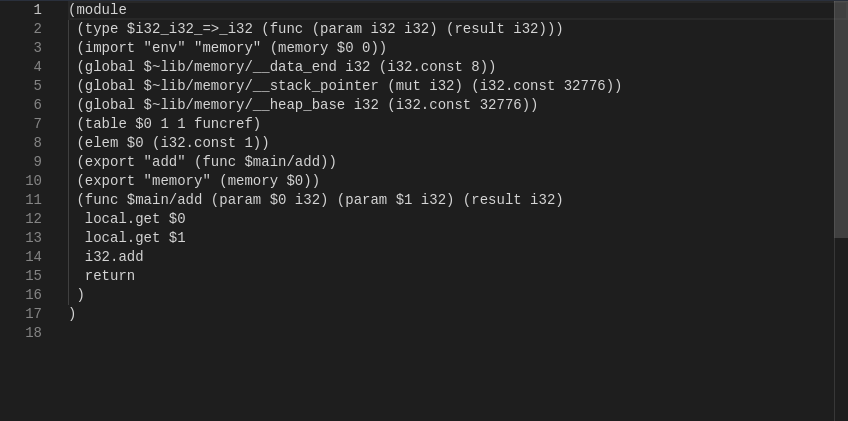 1 (module
2  (type $i32_i32_=>_i32 (func (param i32 i32) (result i32)))
3  (import "env" "memory" (memory $0 0))
4  (global $~lib/memory/__data_end i32 (i32.const 8))
5  (global $~lib/memory/__stack_pointer (mut i32) (i32.const 32776))
6  (global $~lib/memory/__heap_base i32 (i32.const 32776))
7  (table $0 1 1 funcref)
8  (elem $0 (i32.const 1))
9  (export "add" (func $main/add))
10  (export "memory" (memory $0))
11  (func $main/add (param $0 i32) (param $1 i32) (result i32)
12   local.get $0
13   local.get $1
14   i32.add
15   return
16  )
17 )
18